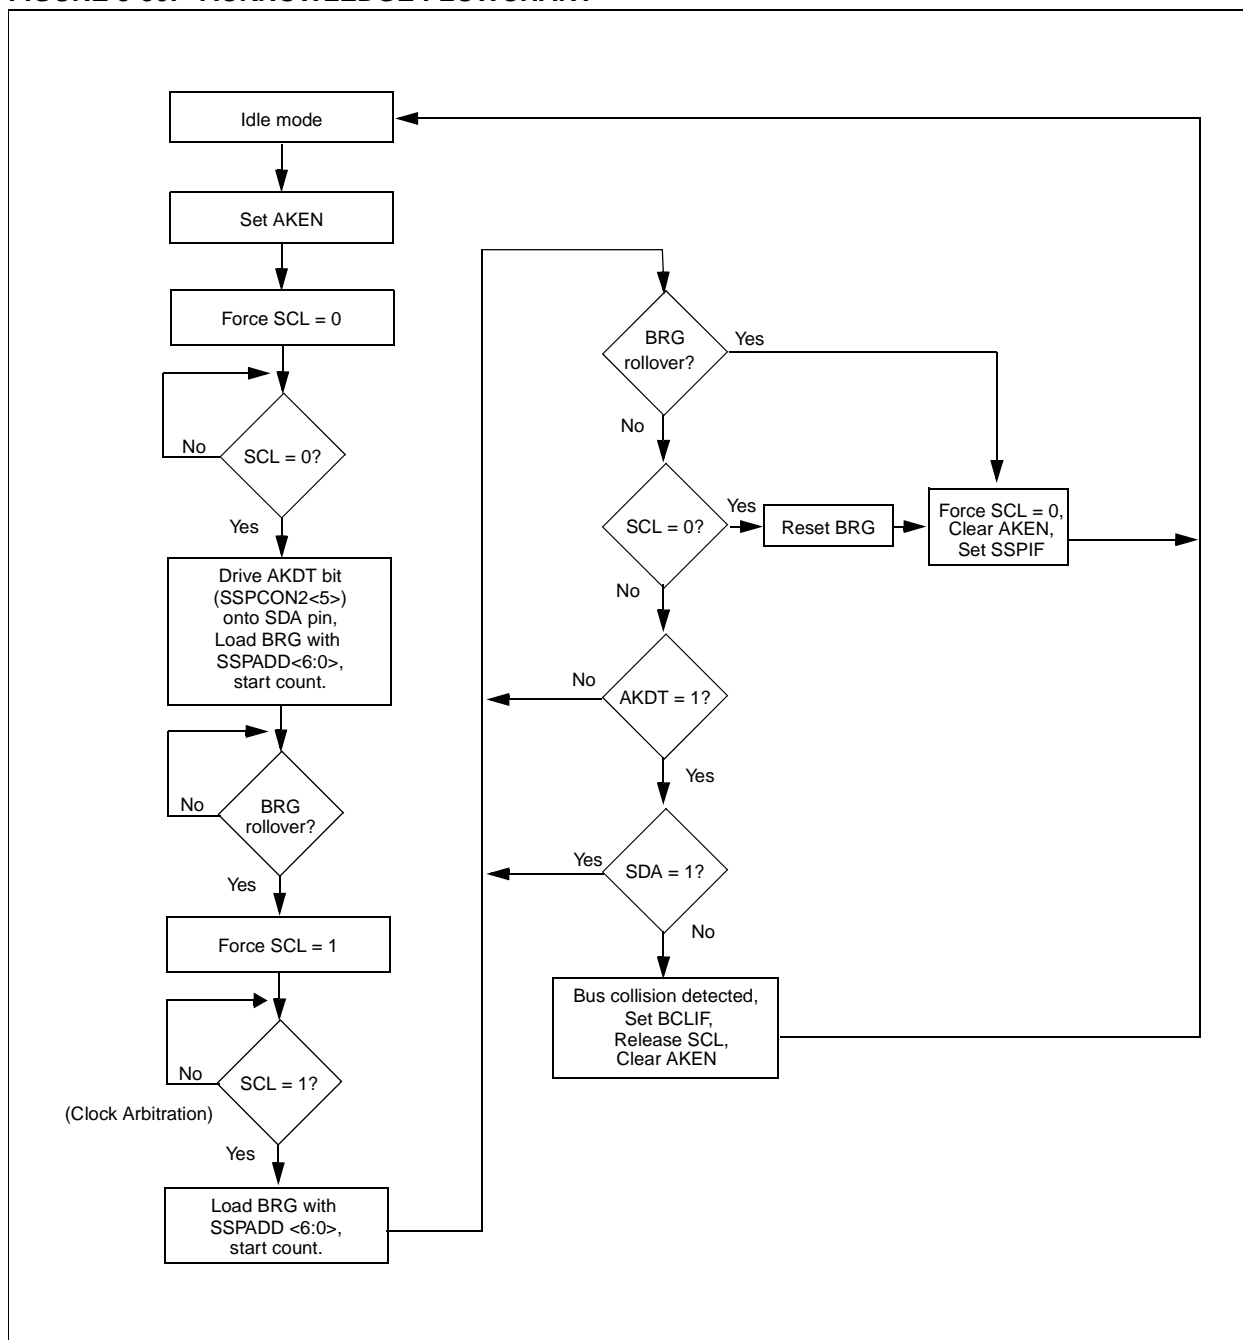 Idle mode
Set AKEN
Force SCL = 0
No
SCL = 0?
Yes
Drive AKDT bit
(SSPCON2<5>)
onto SDA pin,
Load BRG with
SSPADD<6:0>,
start count.
No
BRG
rollover?
Yes
Force SCL = 1
No
SCL = 1?
(Clock Arbitration)
Yes
Load BRG with
SSPADD <6:0>,
start count.
BRG
rollover?
Yes
No
SCL = 0?
Yes
Reset BRG
Force SCL = 0,
Clear AKEN,
Set SSPIF
No
AKDT = 1?
No
Yes
SDA = 1?
Yes
No
Bus collision detected,
Set BCLIF,
Release SCL,
Clear AKEN